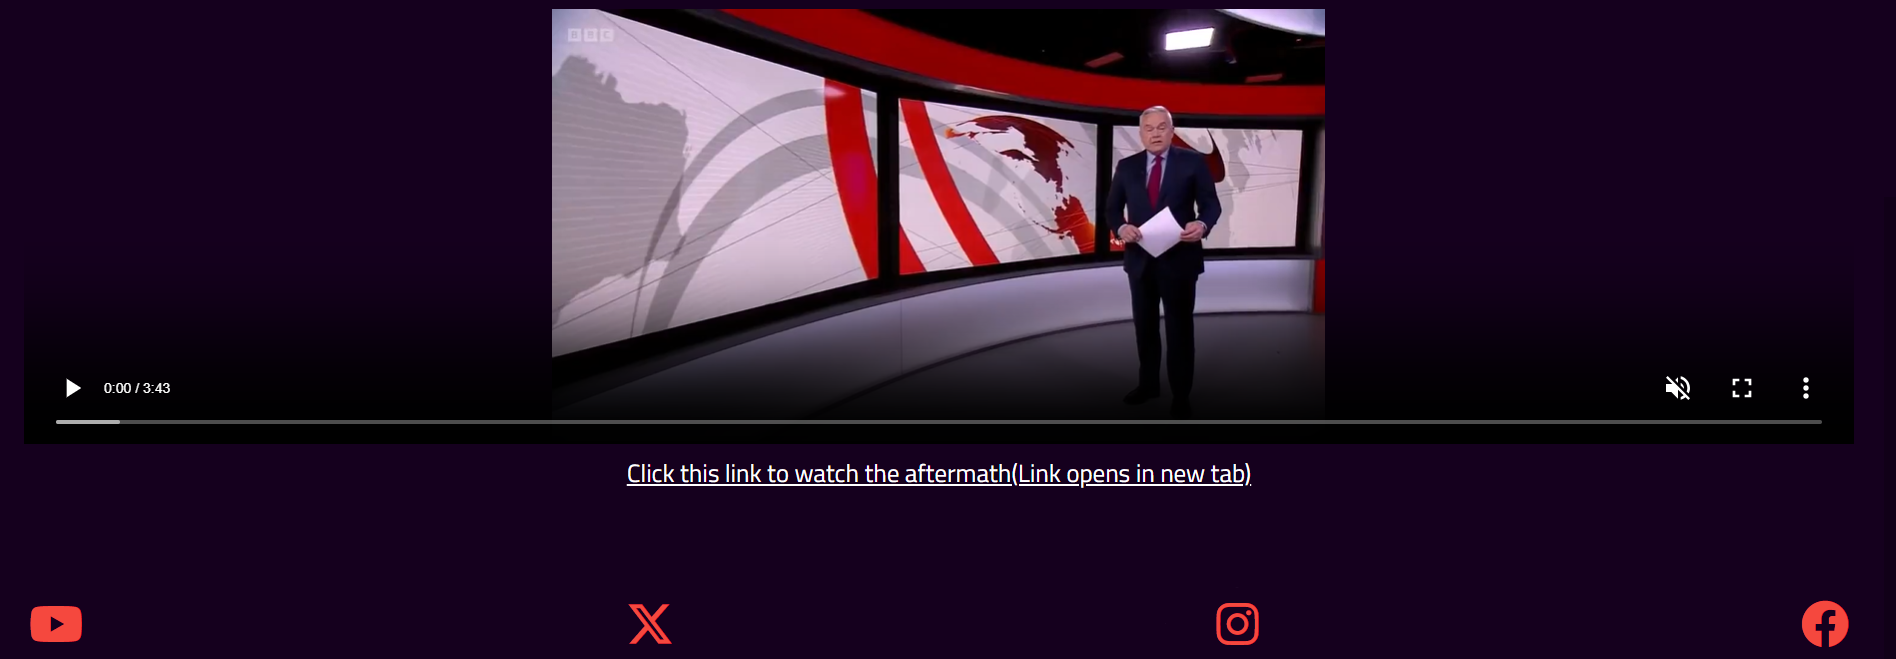 BBC
0:00 / 3:43
Click this link to watch the aftermath(Link opens in new tab)